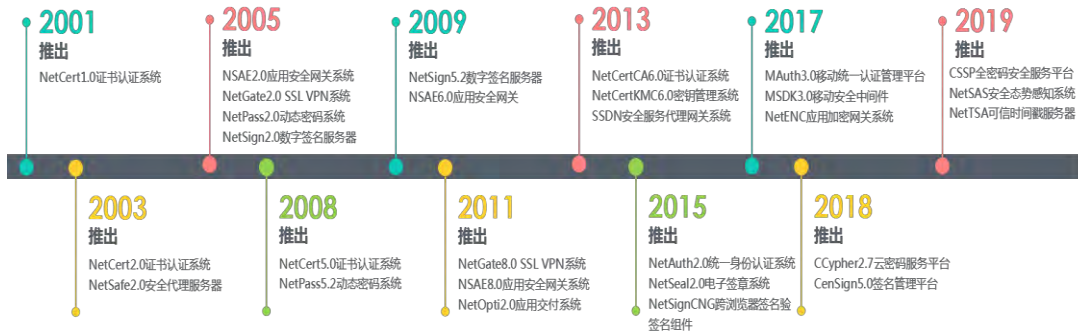 2001
推出
NetCert1.0证书认证系统
2003
推出
NetCert2.0证书认证系统
NetSafe2.0安全代理服务器
2005
推出
NSAE2.0应用安全网关系统
NetGate2.0 SSL VPN系统
NetPass2.0动态密码系统
NetSign2.0数字签名服务器
2008
推出
NetCert5.0证书认证系统
NetPass5.2动态密码系统
2009
推出
NetSign5.2数字签名服务器
NSAE6.0应用安全网关
2011
推出
NetGate8.0 SSL VPN系统
NSAE8.0应用安全网关系统
NetOpti2.0应用交付系统
2013
推出
NetCertCA6.0证书认证系统
NetCertKMC6.0密钥管理系统
SSDN安全服务代理网关系统
2015
推出
NetAuth2.0统一身份认证系统
NetSeal2.0电子签章系统
NetSignCNG跨浏览器签名验
签名组件
2017
推出
MAuth3.0移动统一认证管理平台
MSDK3.0移动安全中间件
NetENC应用加密网关系统
2018
推出
CCypher2.7云密码服务平台
CenSign5.0签名管理平台
2019
推出
CSSP全密码安全服务平台
NetSAS安全态势感知系统
NetTSA可信时间戳服务器